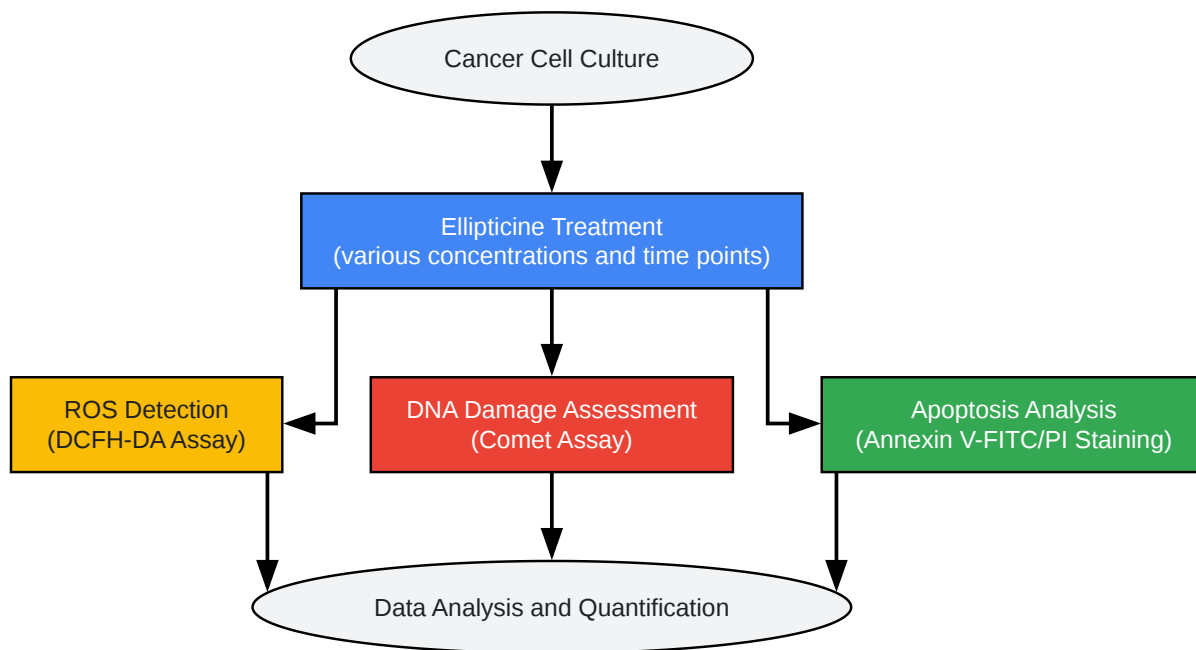 Cancer Cell Culture
Ellipticine Treatment
(various concentrations and time points)
ROS Detection
(DCFH-DA Assay)
DNA Damage Assessment
(Comet Assay)
Apoptosis Analysis
(Annexin V-FITC/PI Staining)
Data Analysis and Quantification